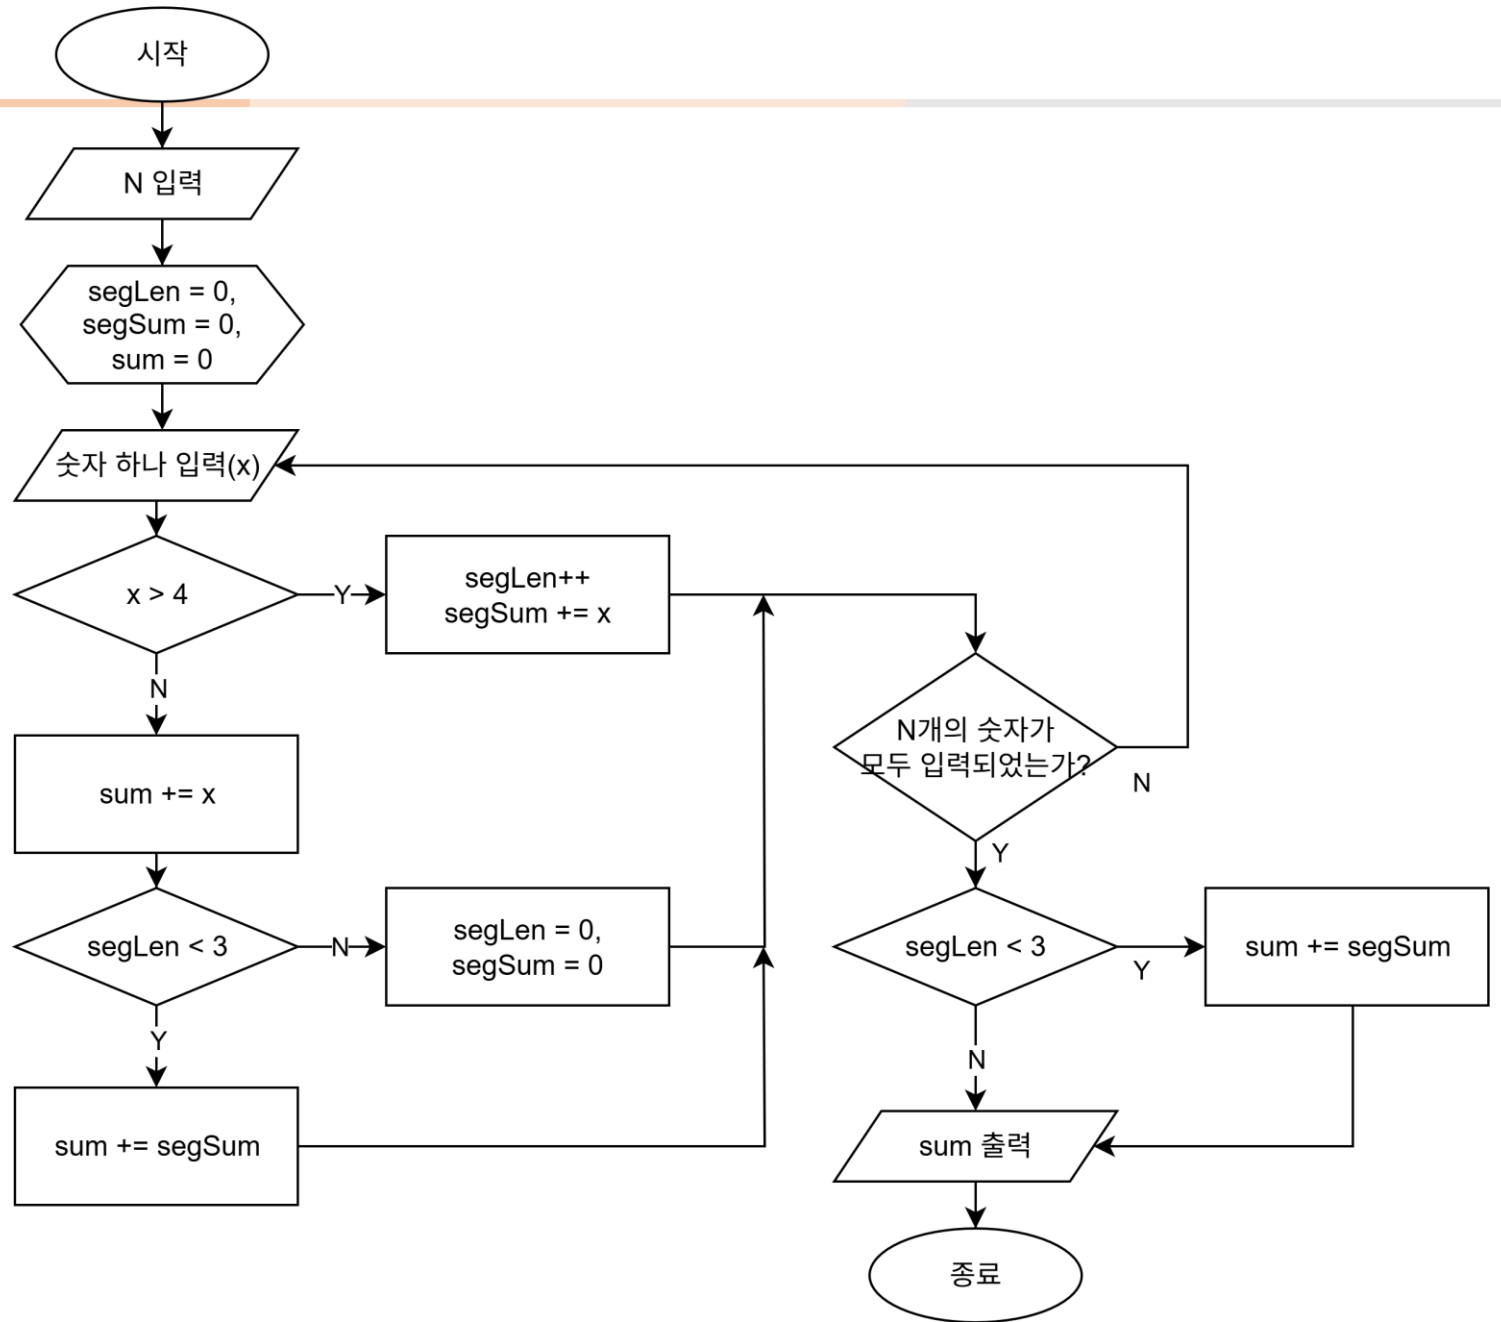 시작
N 입력
segLen = 0,
segSum = 0,
sum = 0
숫자 하나 입력(x)
x > 4
Y
segLen++
segSum += x
N
sum += x
segLen < 3
N
segLen = 0,
segSum = 0
Y
sum += segSum
N개의 숫자가
모두 입력되었는가?
N
Y
segLen < 3
Y
sum += segSum
N
sum 출력
종료